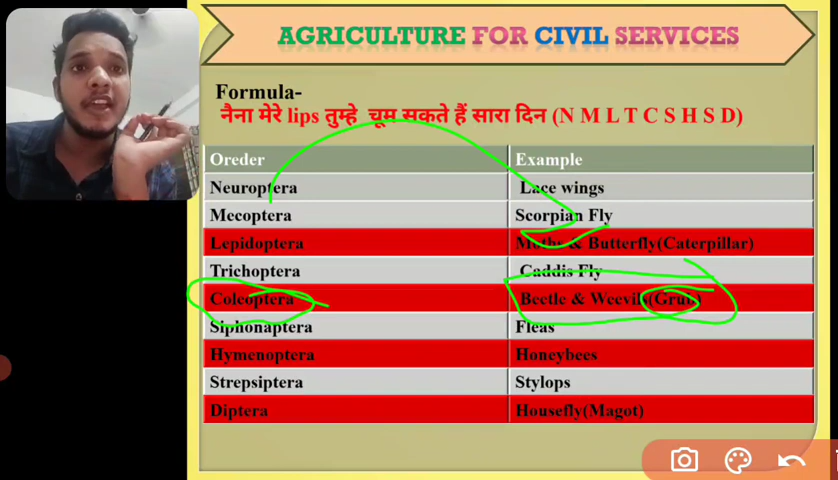 AGRICULTURE FOR CIVIL SERVICES
Formula-
नैना मेरे lips तुम्हे चूम सकते हैं सारा दिन (N M L T C S H S D)
Oreder Example
Neuroptera Lace wings
Mecoptera Scorpian Fly
Lepidoptera Moths & Butterfly(Caterpillar)
Trichoptera Caddis Fly
Coleoptera Beetle & Weevils(Grub)
Siphonaptera Fleas
Hymenoptera Honeybees
Strepsiptera Stylops
Diptera Housefly(Magot)